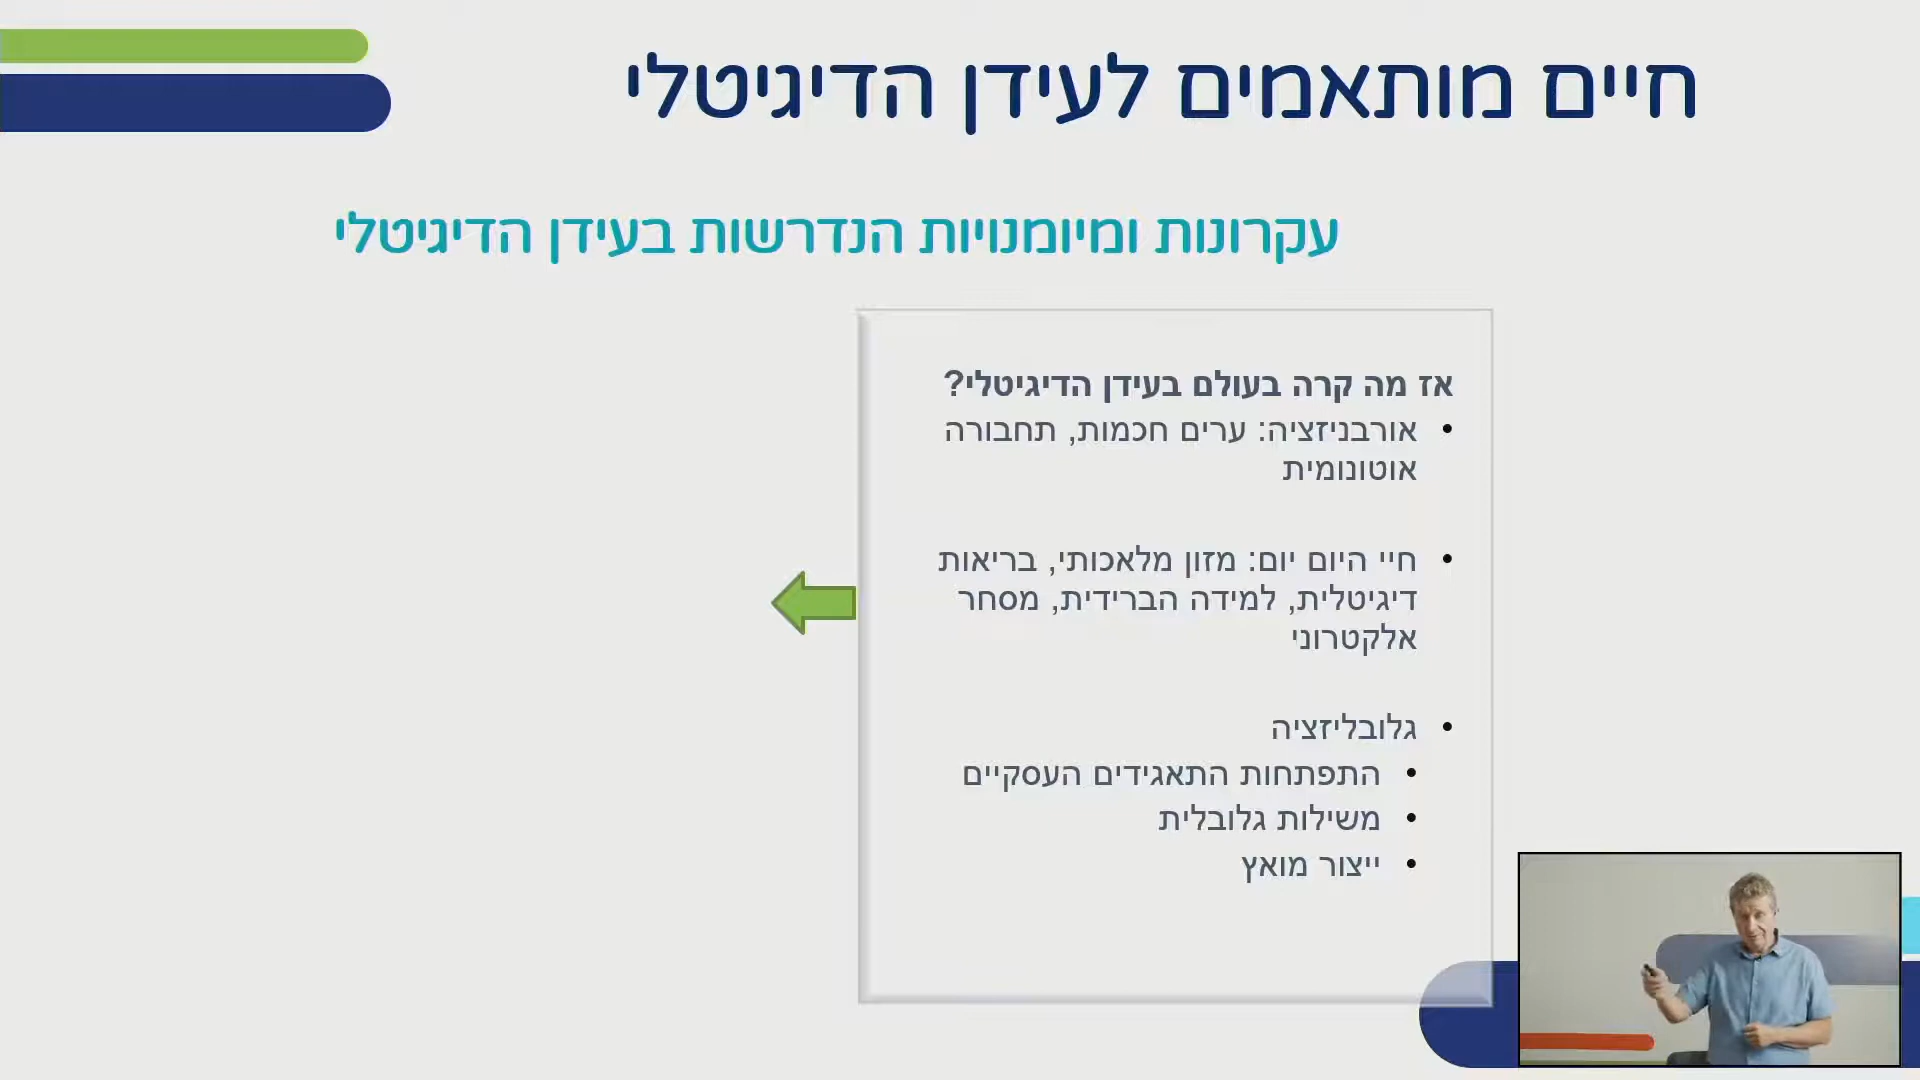 חיים מותאמים לעידן הדיגיטלי
עקרונות ומיומנויות הנדרשות בעידן הדיגיטלי
אז מה קרה בעולם בעידן הדיגיטלי?
• אורבניזציה: ערים חכמות, תחבורה
אוטונומית
• חיי היום יום: מזון מלאכותי, בריאות
דיגיטלית, למידה הברידית, מסחר
אלקטרוני
• גלובליזציה
• התפתחות התאגידים העסקיים
• משילות גלובלית
• ייצור מואץ